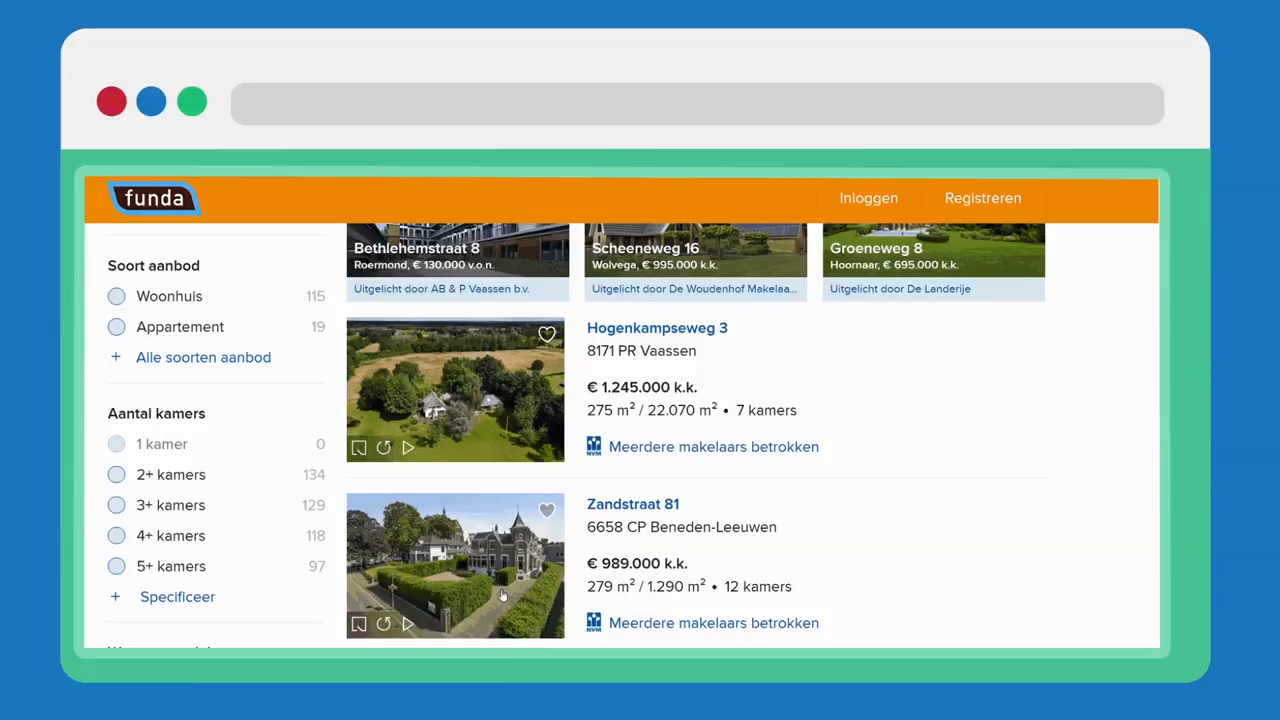 funda
Inloggen
Registreren
Bethlehemstraat 8
Roermond, € 130.000 v.o.n.
Uitgelicht door AB & P Vaassen b.v.
Scheeneweg 16
Wolvega, € 995.000 k.k.
Uitgelicht door De Woudenhof Makelaa...
Groeneweg 8
Hoornaar, € 695.000 k.k.
Uitgelicht door De Landerije
Soort aanbod
Woonhuis 115
Appartement 19
+ Alle soorten aanbod
Aantal kamers
1 kamer 0
2+ kamers 134
3+ kamers 129
4+ kamers 118
5+ kamers 97
+ Specificeer
Hogenkampseweg 3
8171 PR Vaassen
€ 1.245.000 k.k.
275 m² / 22.070 m² • 7 kamers
NVM Meerdere makelaars betrokken
Zandstraat 81
6658 CP Beneden-Leeuwen
€ 989.000 k.k.
279 m² / 1.290 m² • 12 kamers
NVM Meerdere makelaars betrokken